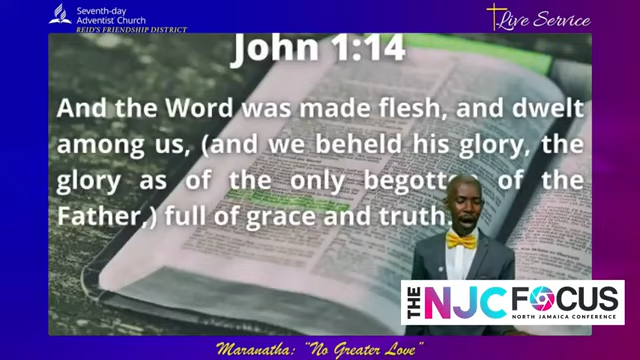 Seventh-day
Adventist Church
REID'S FRIENDSHIP DISTRICT
Live Service
John 1:14
And the Word was made flesh, and dwelt
among us, (and we beheld his glory, the
glory as of the only begotten of the
Father,) full of grace and truth.
THE NJC FOCUS
NORTH JAMAICA CONFERENCE
Maranatha: "No Greater Love"